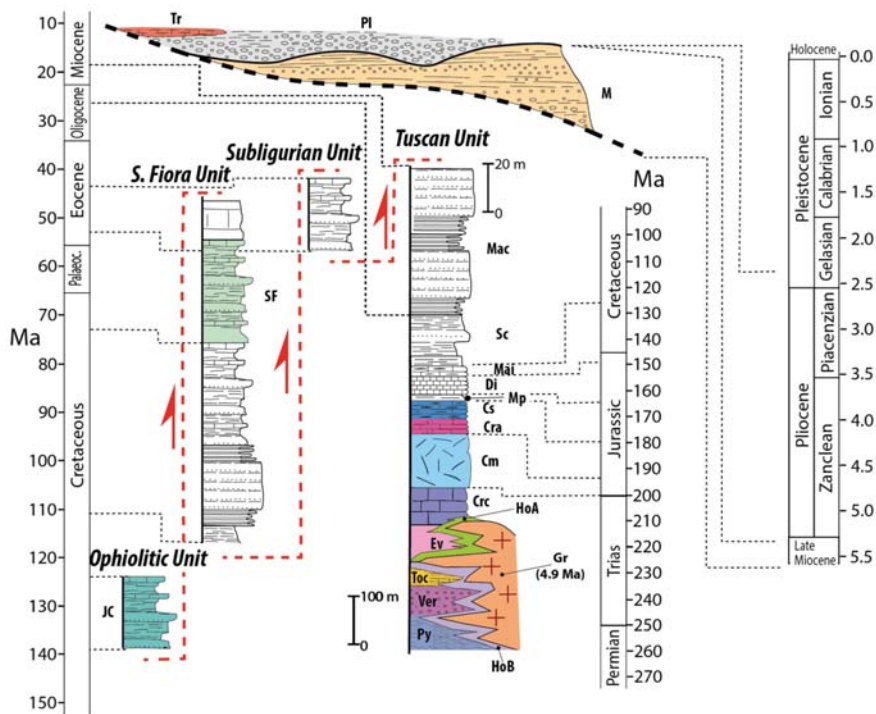 10
20
30
40
50
60
70
Ma
80
90
100
110
120
130
140
150
Miocene
Oligocene
Eocene
Palaeoc.
Cretaceous
Tr
Pl
M
S. Fiora Unit
Subligurian Unit
Tuscan Unit
Ophiolitic Unit
SF
JC
20 m
0
100 m
0
Mac
Sc
Mai
Di
Mp
Cs
Cra
Cm
Crc
HoA
Ev
Toc
Ver
Py
Gr
(4.9 Ma)
HoB
Ma
90
100
110
120
130
140
150
160
170
180
190
200
210
220
230
240
250
260
270
Cretaceous
Jurassic
Trias
Permian
Holocene
Pleistocene
Pliocene
Late
Miocene
Ionian
Calabrian
Gelasian
Piacenzian
Zanclean
0.0
0.5
1.0
1.5
2.0
2.5
3.0
3.5
4.0
4.5
5.0
5.5